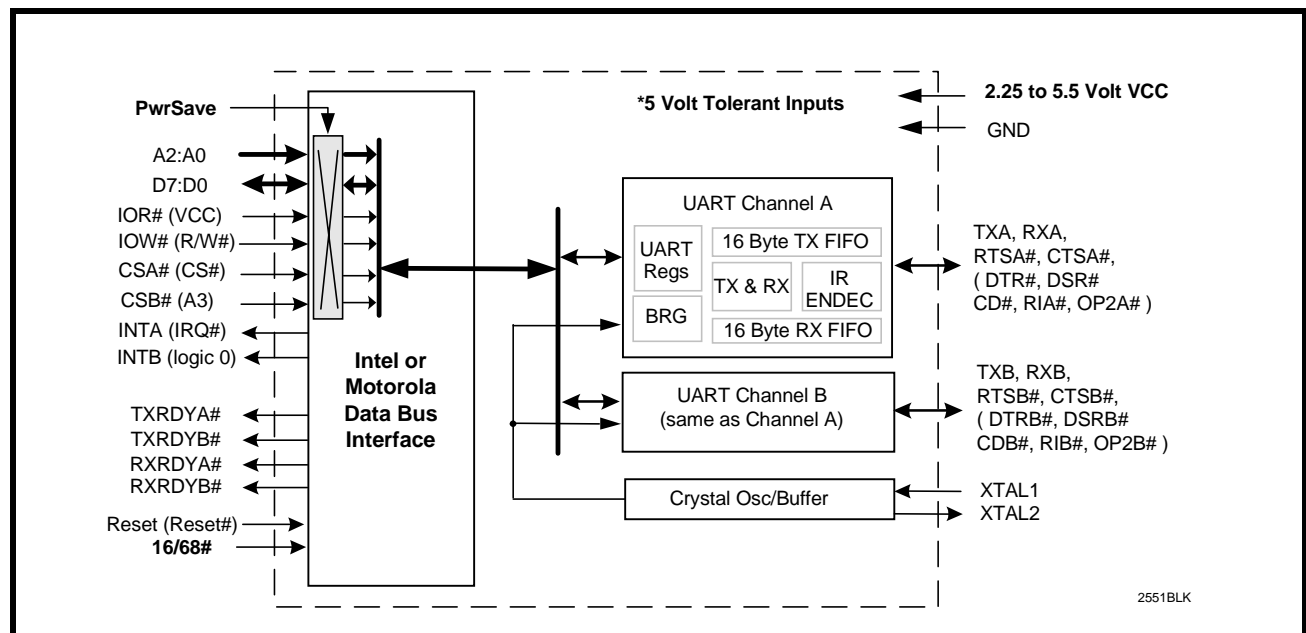 PwrSave
A2:A0
D7:D0
IOR# (VCC)
IOW# (R/W#)
CSA# (CS#)
CSB# (A3)
INTA (IRQ#)
INTB (logic 0)
TXRDYA#
TXRDYB#
RXRDYA#
RXRDYB#
Reset (Reset#)
16/68#
Intel or
Motorola
Data Bus
Interface
*5 Volt Tolerant Inputs
2.25 to 5.5 Volt VCC
GND
UART Channel A
UART
Regs
BRG
16 Byte TX FIFO
TX & RX
IR
ENDEC
16 Byte RX FIFO
TXA, RXA,
RTSA#, CTSA#,
( DTR#, DSR#
CD#, RIA#, OP2A# )
UART Channel B
(same as Channel A)
TXB, RXB,
RTSB#, CTSB#,
( DTRB#, DSRB#
CDB#, RIB#, OP2B# )
Crystal Osc/Buffer
XTAL1
XTAL2
2551BLK